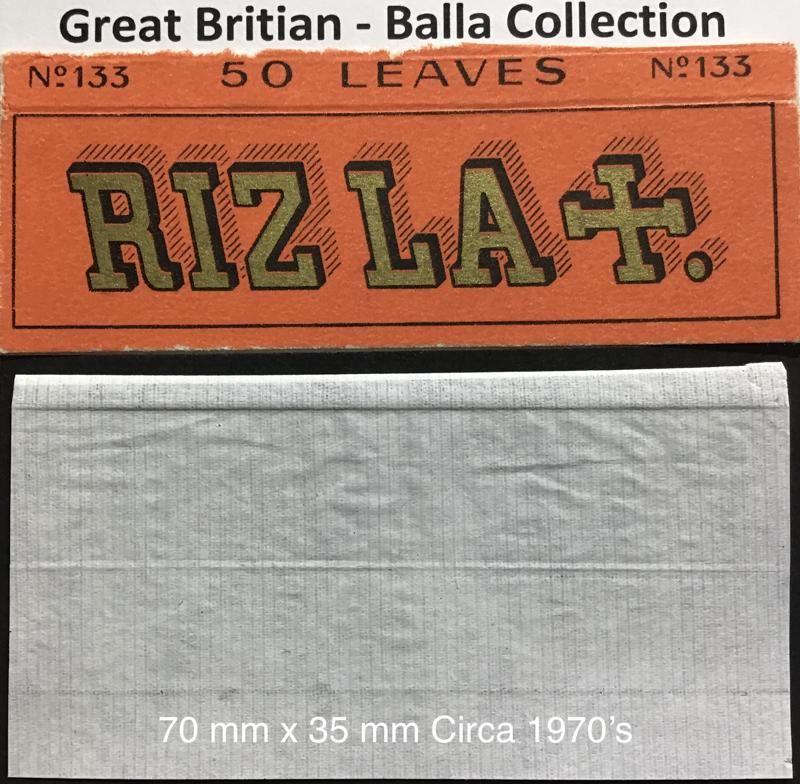 Great Britian - Balla Collection
Nº133 50 LEAVES Nº133
RIZ LA+.
70 mm x 35 mm Circa 1970's